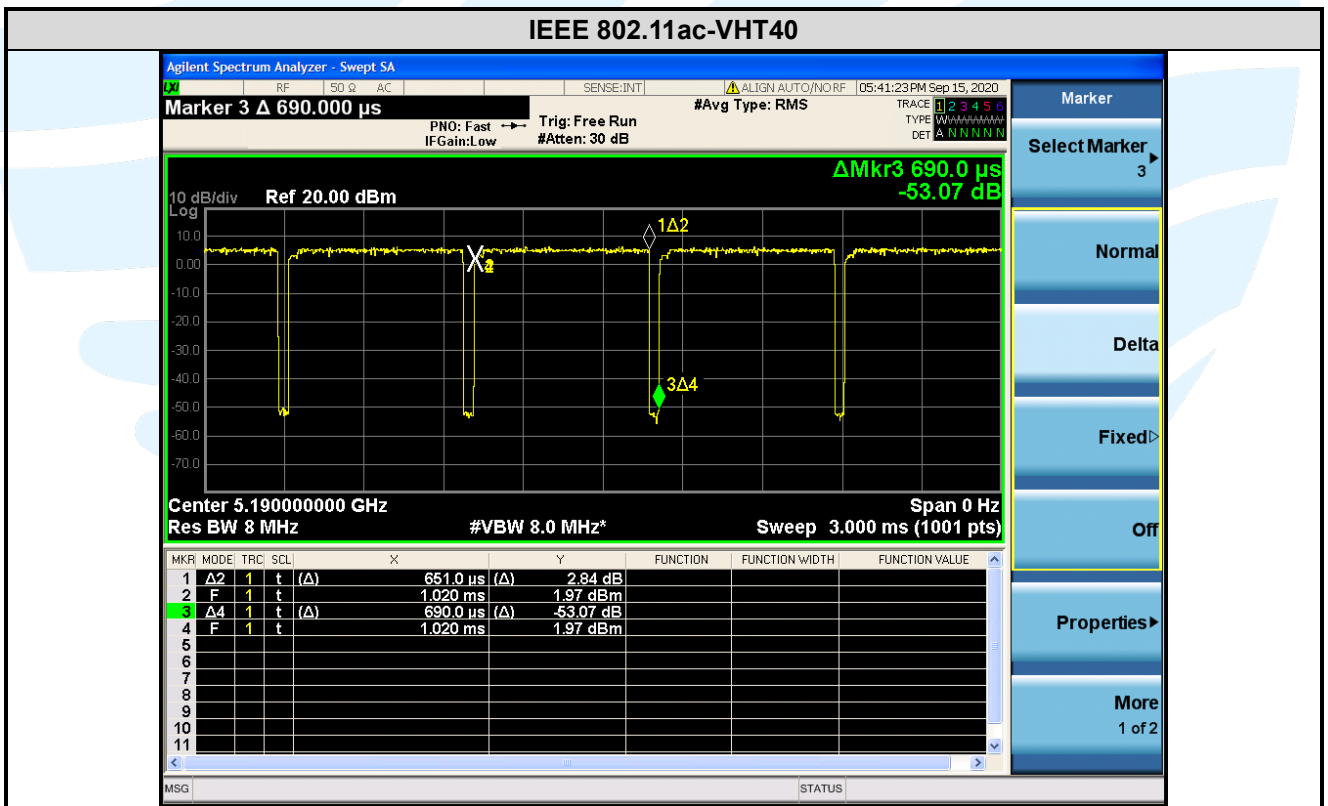 IEEE 802.11ac-VHT40
Agilent Spectrum Analyzer - Swept SA
LXI RF 50 Ω AC SENSE:INT ALIGN AUTO/NO RF 05:41:23 PM Sep 15, 2020
Marker 3 Δ 690.000 µs
PNO: Fast
IFGain:Low
Trig: Free Run
#Atten: 30 dB
#Avg Type: RMS
TRACE 1 2 3 4 5 6
TYPE WWWWWW
DET A N N N N N
ΔMkr3 690.0 µs
-53.07 dB
10 dB/div Ref 20.00 dBm
Log
10.0
0.00
-10.0
-20.0
-30.0
-40.0
-50.0
-60.0
-70.0
1Δ2
3Δ4
Center 5.190000000 GHz Span 0 Hz
Res BW 8 MHz #VBW 8.0 MHz* Sweep 3.000 ms (1001 pts)
MKR MODE TRC SCL X Y FUNCTION FUNCTION WIDTH FUNCTION VALUE
1 Δ2 1 t (Δ) 651.0 µs (Δ) 2.84 dB
2 F 1 t 1.020 ms 1.97 dBm
3 Δ4 1 t (Δ) 690.0 µs (Δ) -53.07 dB
4 F 1 t 1.020 ms 1.97 dBm
5
6
7
8
9
10
11
MSG STATUS
Marker
Select Marker
3
Normal
Delta
Fixed
Off
Properties
More
1 of 2